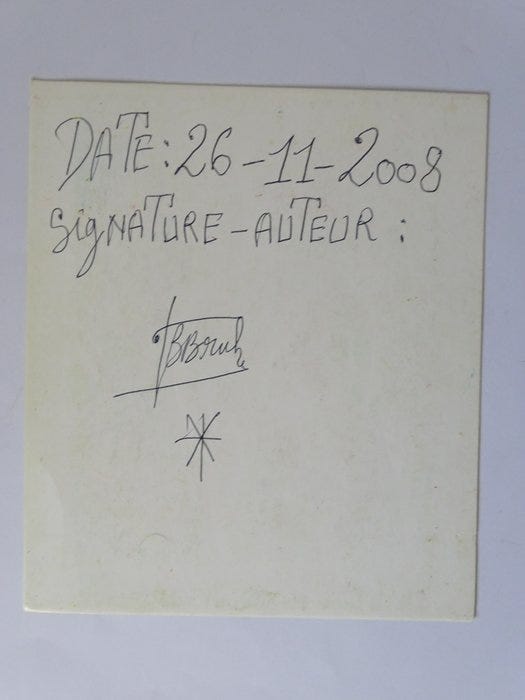 DATE: 26-11-2008
SigNATURE-AUTEUR :